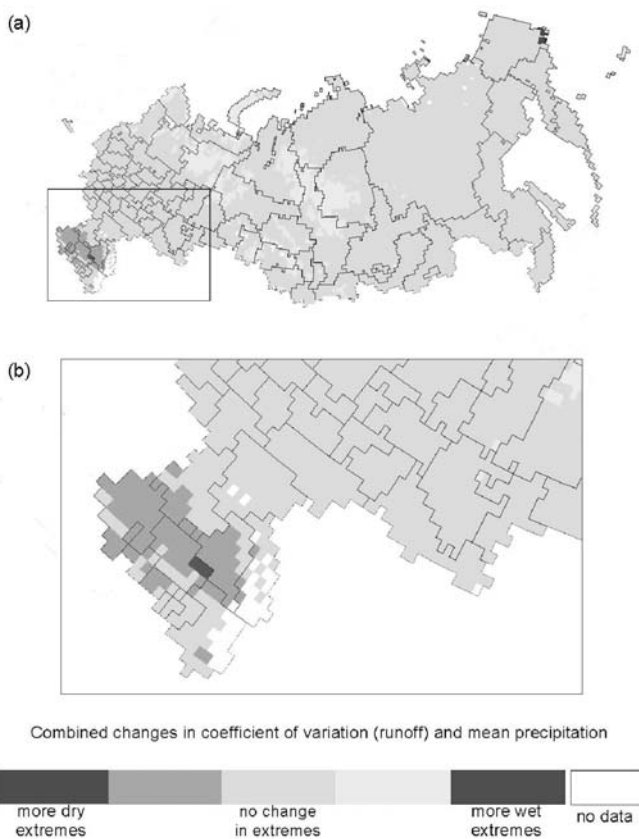 (a)
(b)
Combined changes in coefficient of variation (runoff) and mean precipitation
more dry extremes
no change in extremes
more wet extremes
no data